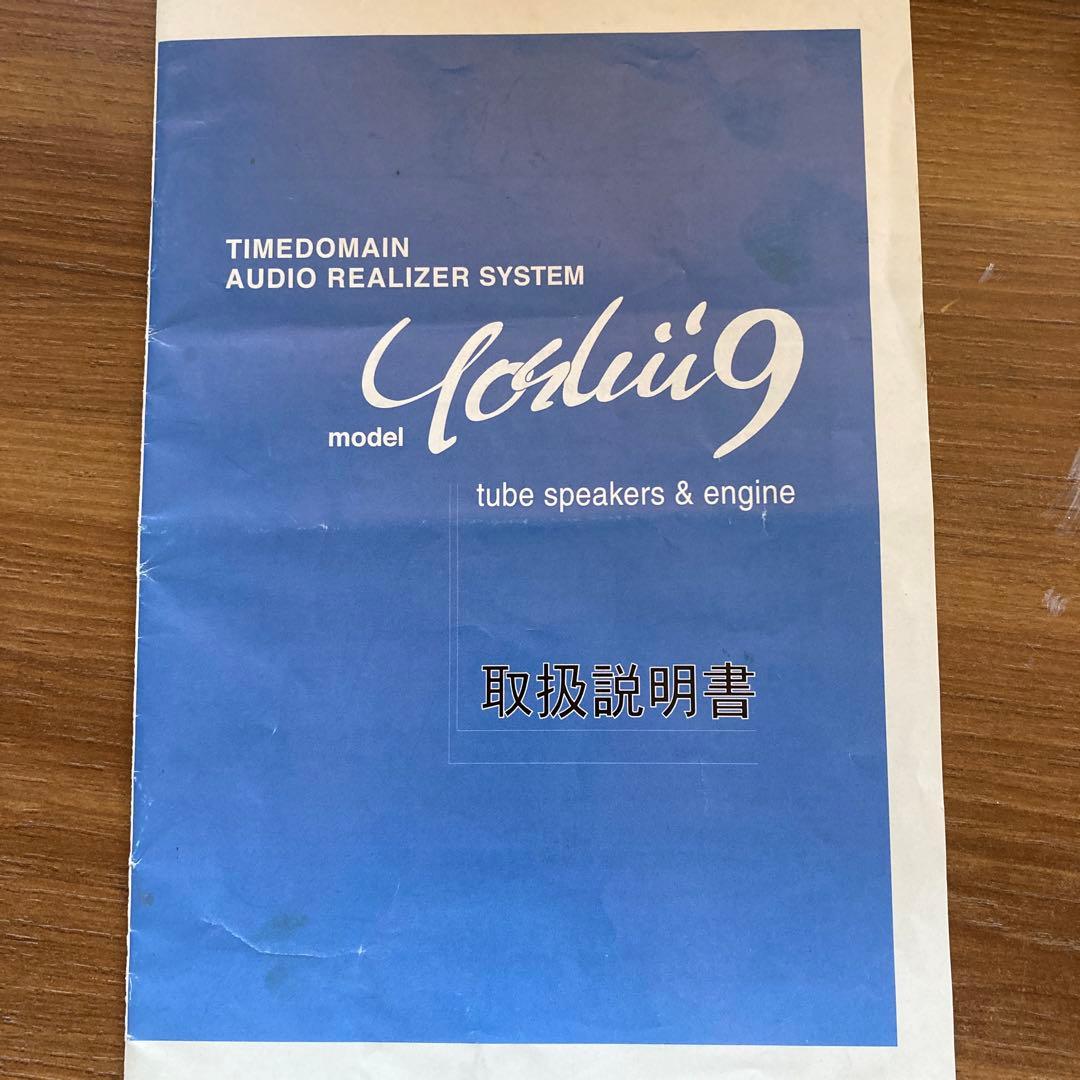 TIMEDOMAIN
AUDIO REALIZER SYSTEM
model Yoshii9
tube speakers & engine
取扱説明書